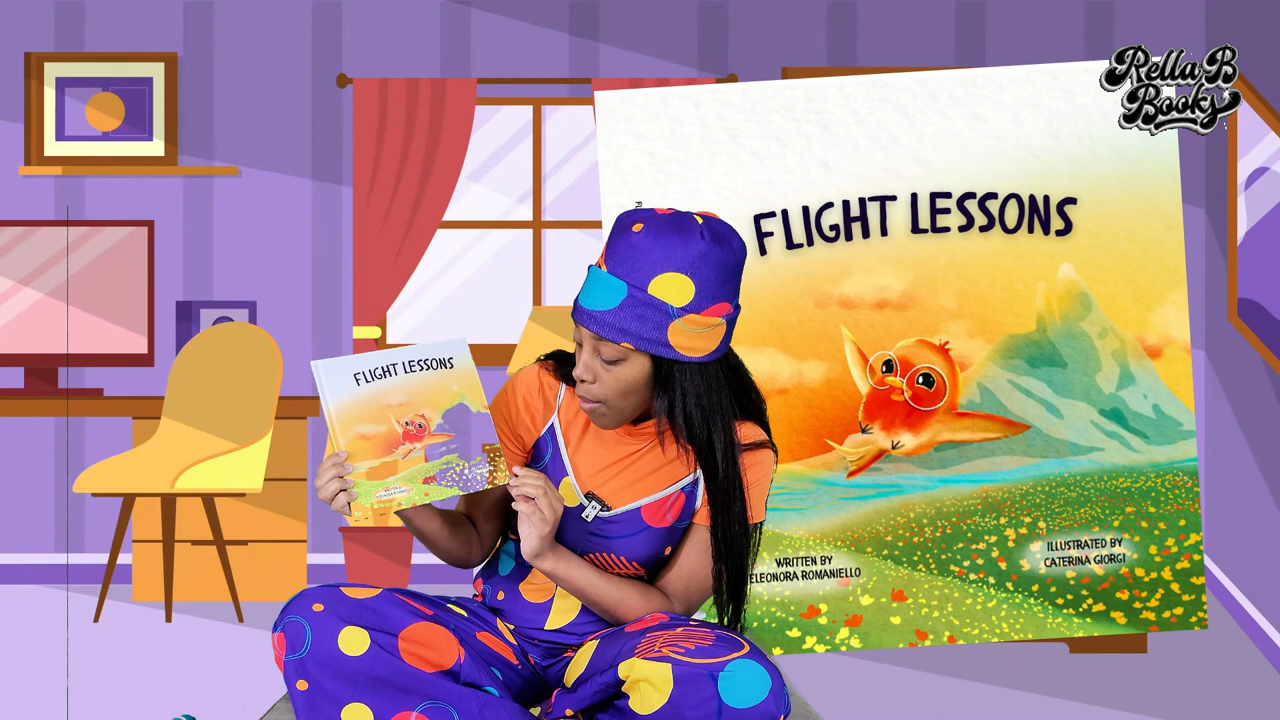 Rella B
Books
FLIGHT LESSONS
FLIGHT LESSONS
WRITTEN BY
ELEONORA ROMANIELLO
ILLUSTRATED BY
CATERINA GIORGI